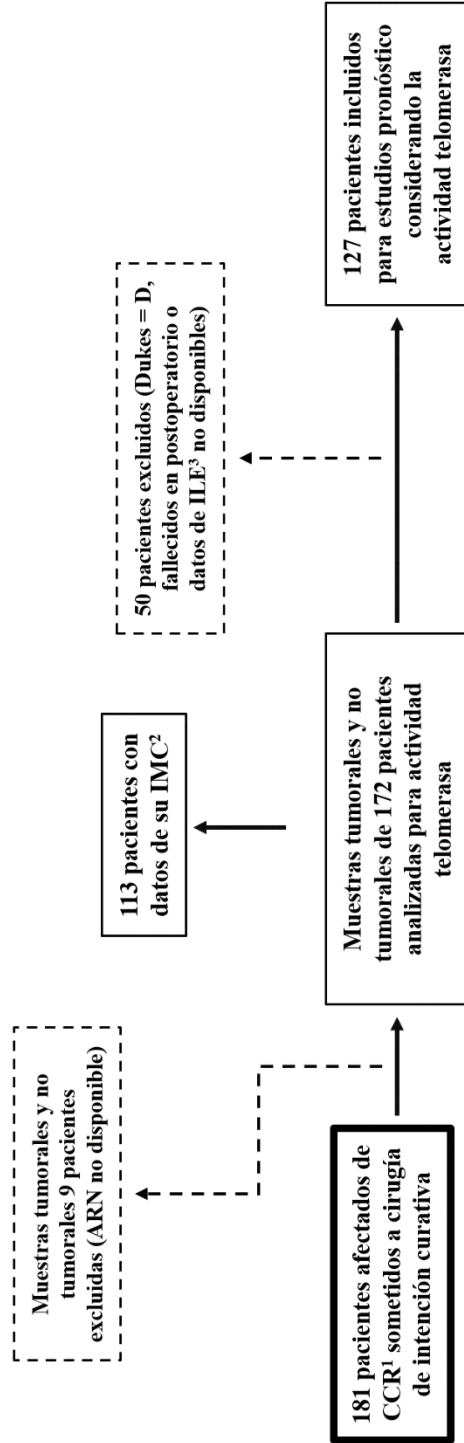 181 pacientes afectados de
CCR¹ sometidos a cirugía
de intención curativa
Muestras tumorales y no
tumorales 9 pacientes
excluidas (ARN no disponible)
Muestras tumorales y no
tumorales de 172 pacientes
analizadas para actividad
telomerasa
113 pacientes con
datos de su IMC²
50 pacientes excluidos (Dukes = D,
fallecidos en postoperatorio o
datos de ILE³ no disponibles)
127 pacientes incluidos
para estudios pronóstico
considerando la
actividad telomerasa